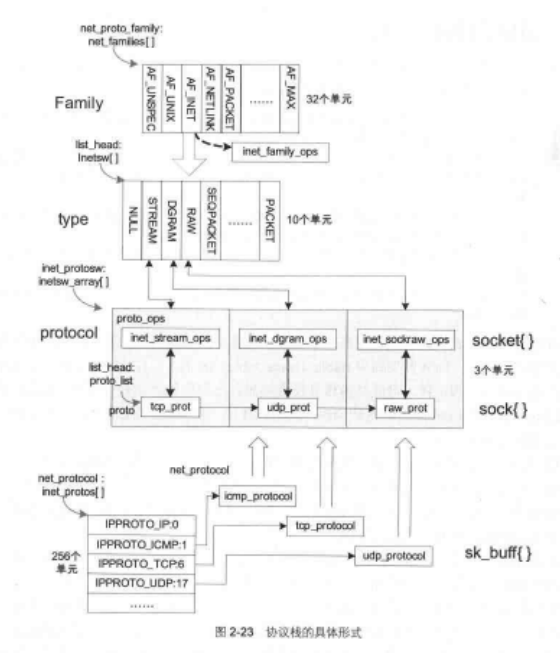 net_proto_family:
net_families[ ]
Family
AF_UNSPEC
AF_UNIX
AF_INET
AF_NETLINK
AF_PACKET
......
AF_MAX
32个单元
inet_family_ops
list_head:
Inetsw[ ]
type
NULL
STREAM
DGRAM
RAW
SEQPACKET
......
PACKET
10个单元
inet_protosw:
inetsw_array[ ]
protocol
proto_ops
inet_stream_ops
inet_dgram_ops
inet_sockraw_ops
socket{ }
3个单元
list_head:
proto_list
proto
tcp_prot
udp_prot
raw_prot
sock{ }
net_protocol :
inet_protos[ ]
net_protocol
icmp_protocol
tcp_protocol
udp_protocol
sk_buff{ }
256个
单元
IPPROTO_IP:0
IPPROTO_ICMP:1
IPPROTO_TCP:6
IPPROTO_UDP:17
......
图 2-23 协议栈的具体形式